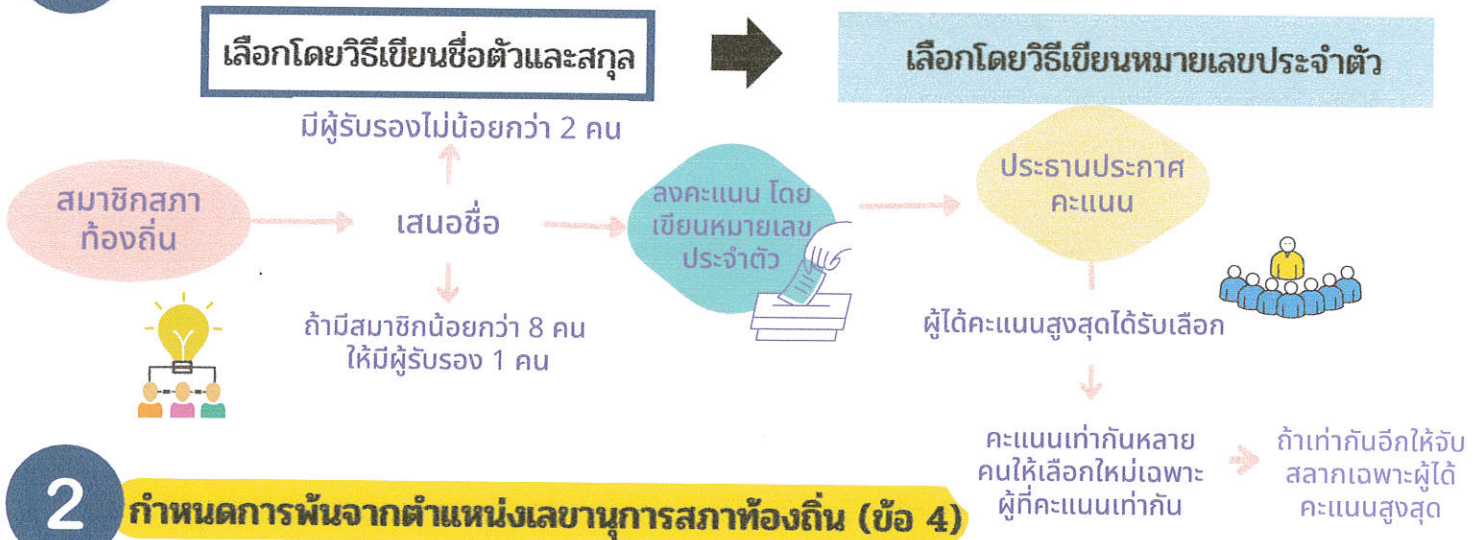 เลือกโดยวิธีเขียนชื่อตัวและสกุล
เลือกโดยวิธีเขียนหมายเลขประจำตัว
มีผู้รับรองไม่น้อยกว่า 2 คน
สมาชิกสภา
ท้องถิ่น
เสนอชื่อ
ถ้ามีสมาชิกน้อยกว่า 8 คน
ให้มีผู้รับรอง 1 คน
ลงคะแนน โดย
เขียนหมายเลข
ประจำตัว
ประธานประกาศ
คะแนน
ผู้ได้คะแนนสูงสุดได้รับเลือก
คะแนนเท่ากันหลาย
คนให้เลือกใหม่เฉพาะ
ผู้ที่คะแนนเท่ากัน
ถ้าเท่ากันอีกให้จับ
สลากเฉพาะผู้ได้
คะแนนสูงสุด
2
กำหนดการพ้นจากตำแหน่งเลขานุการสภาท้องถิ่น (ข้อ 4)